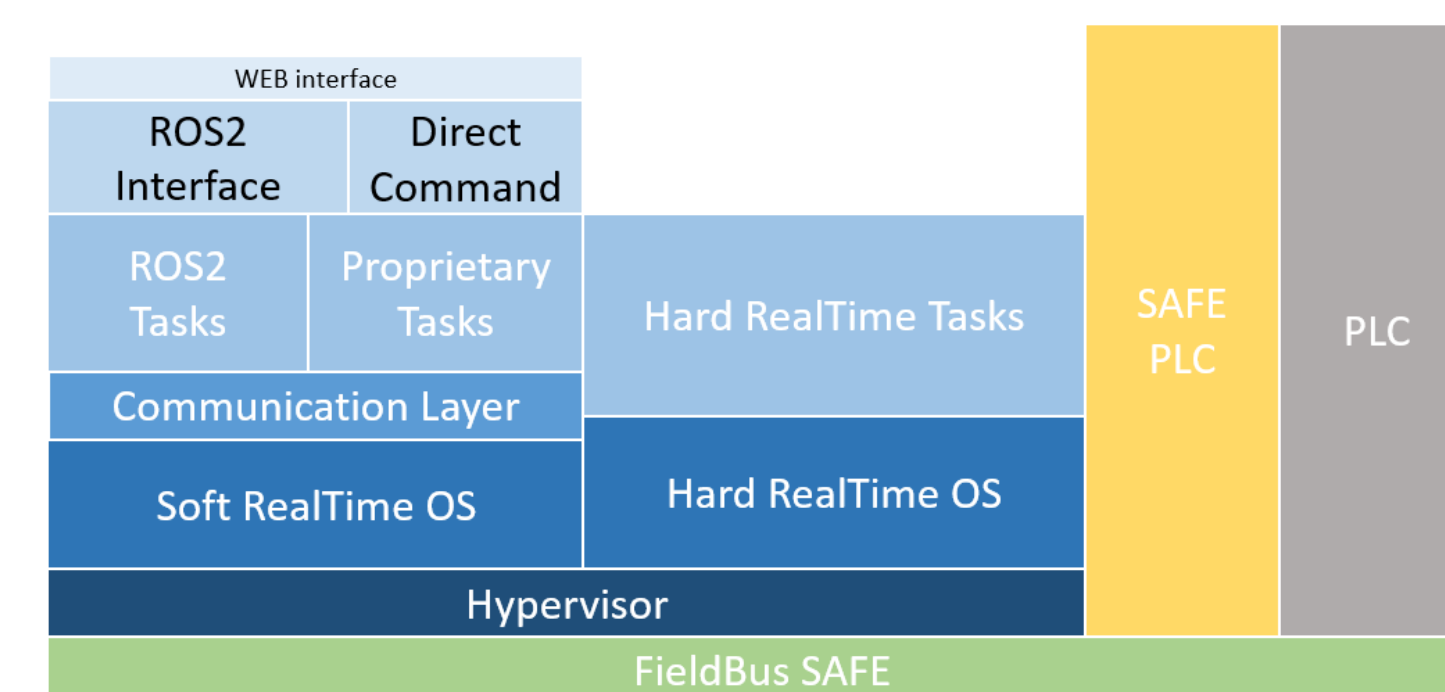 WEB interface
ROS2
Interface
Direct
Command
ROS2
Tasks
Proprietary
Tasks
Hard RealTime Tasks
SAFE
PLC
PLC
Communication Layer
Soft RealTime OS
Hard RealTime OS
Hypervisor
FieldBus SAFE